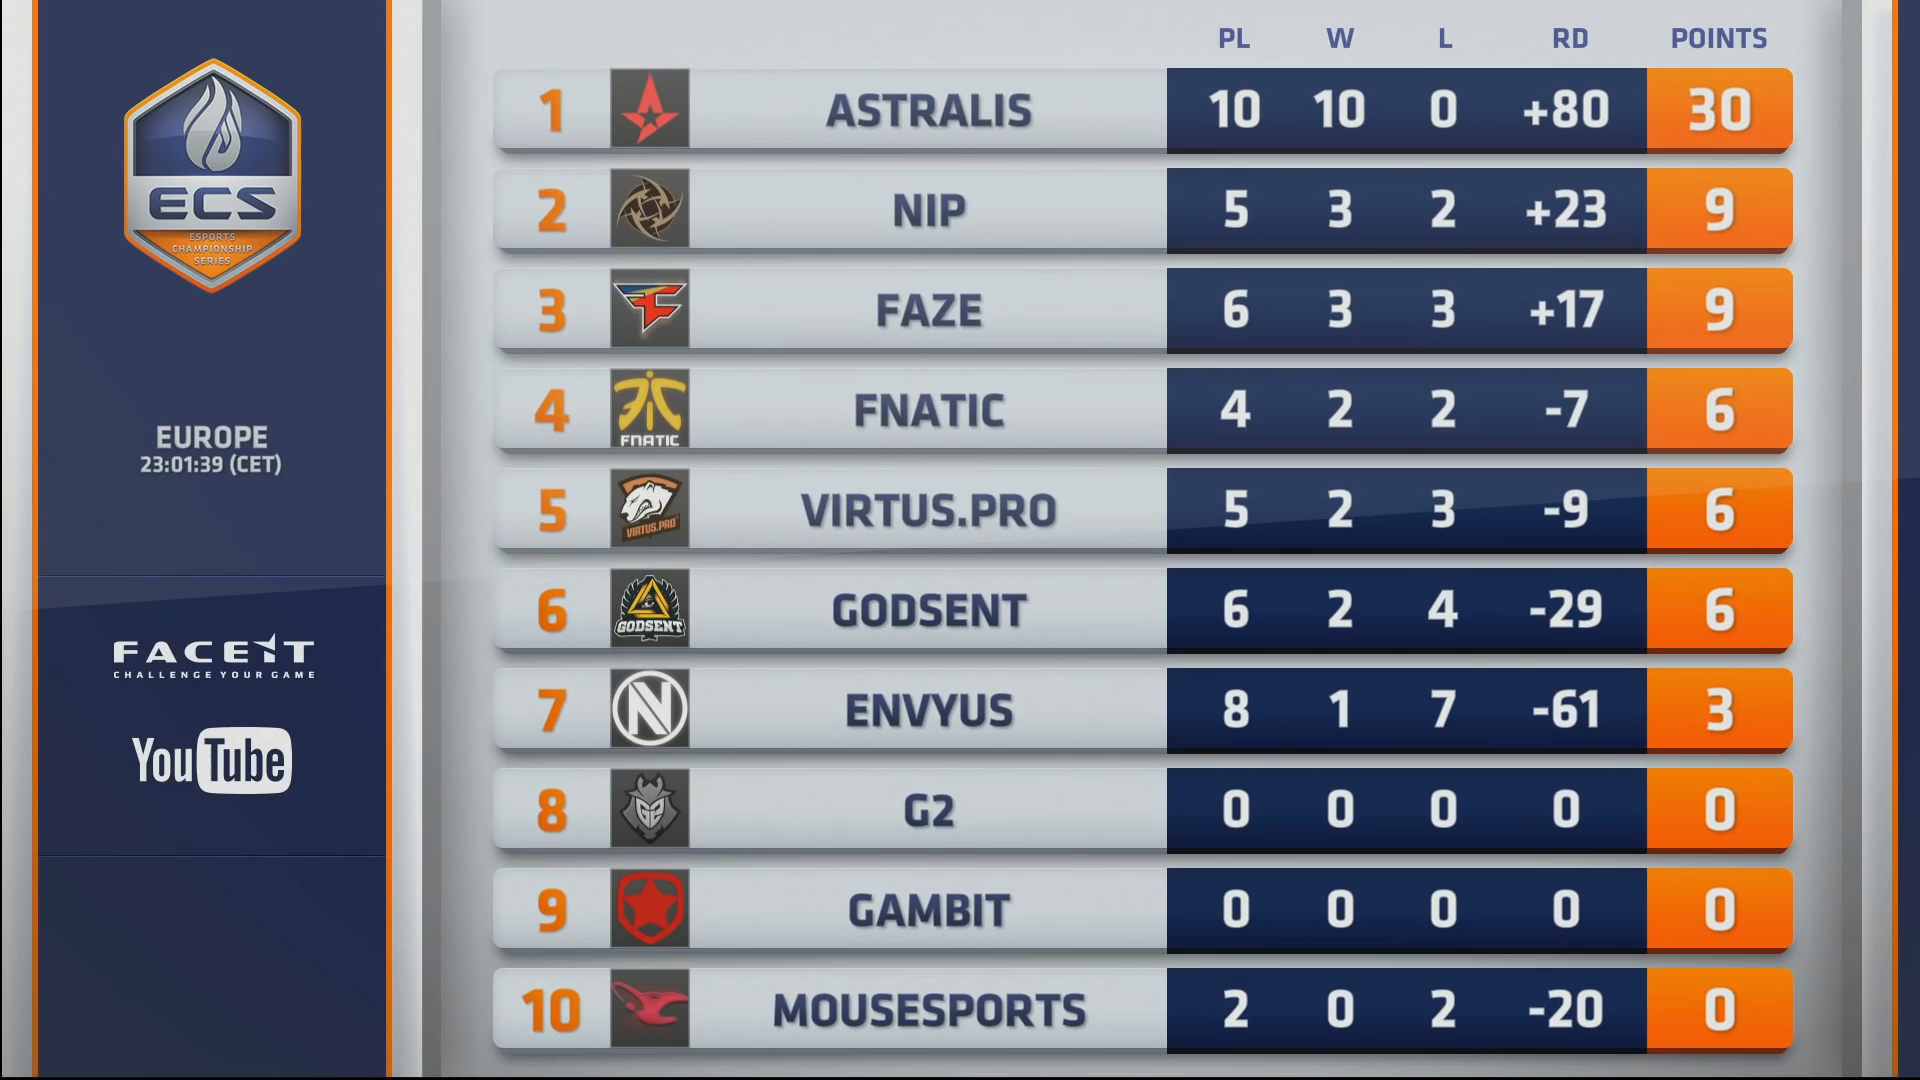 ECS
ESPORTS
CHAMPIONSHIP
SERIES
EUROPE
23:01:39 (CET)
FACEIT
CHALLENGE YOUR GAME
YouTube
PL W L RD POINTS
1 ASTRALIS 10 10 0 +80 30
2 NIP 5 3 2 +23 9
3 FAZE 6 3 3 +17 9
4 FNATIC FNATIC 4 2 2 -7 6
5 VIRTUS.PRO VIRTUS.PRO 5 2 3 -9 6
6 GODSENT GODSENT 6 2 4 -29 6
7 ENVYUS 8 1 7 -61 3
8 G2 G2 0 0 0 0 0
9 GAMBIT 0 0 0 0 0
10 MOUSESPORTS 2 0 2 -20 0